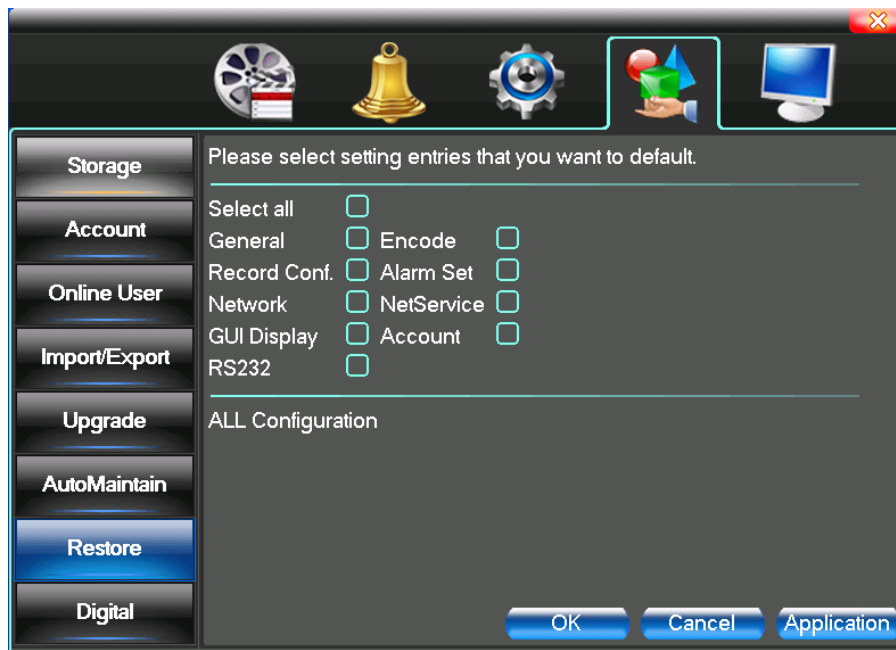 Storage
Account
Online User
Import/Export
Upgrade
AutoMaintain
Restore
Digital
Please select setting entries that you want to default.
Select all
General Encode
Record Conf. Alarm Set
Network NetService
GUI Display Account
RS232
ALL Configuration
OK Cancel Application